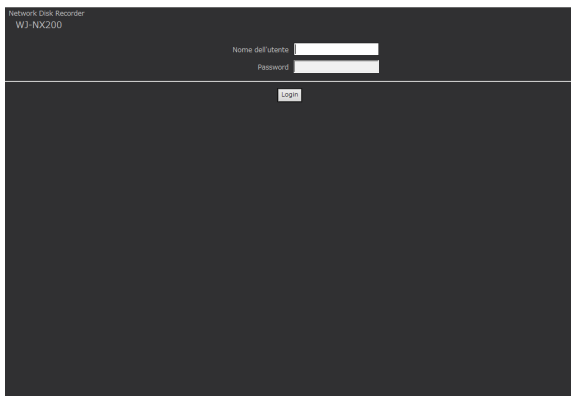 Network Disk Recorder
WJ-NX200
Nome dell'utente
Password
Login